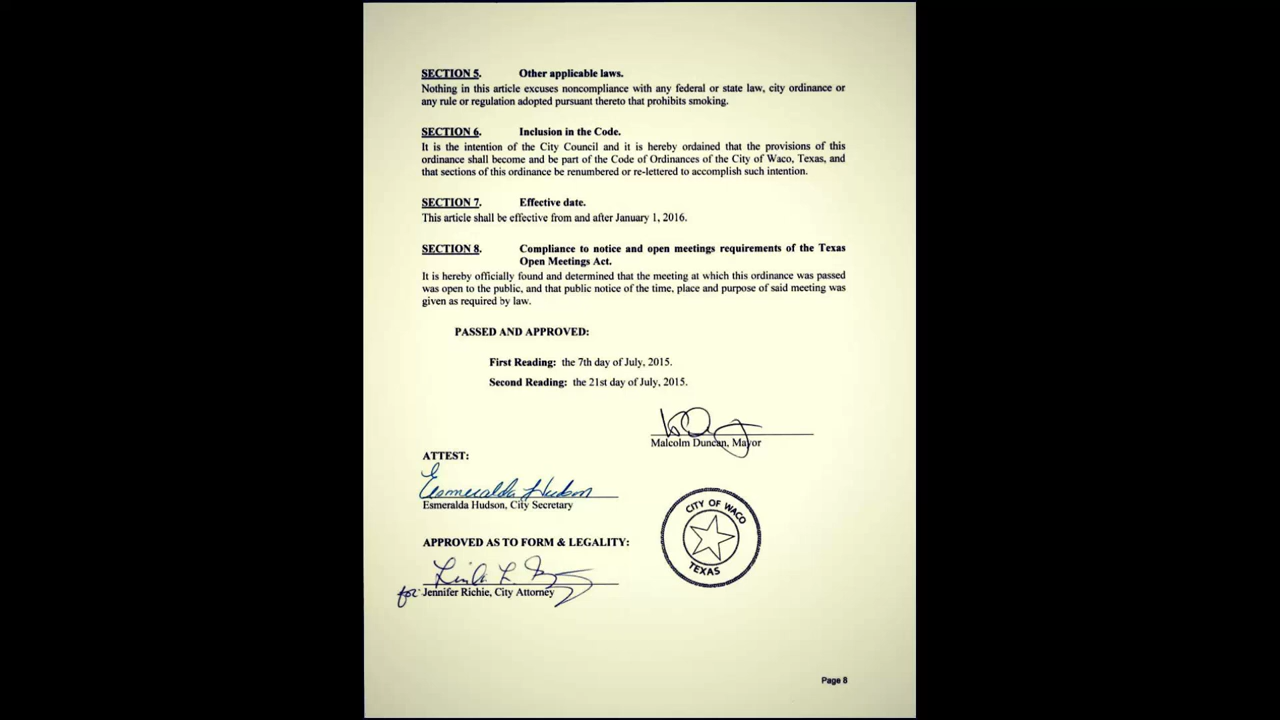 SECTION 5. Other applicable laws.
Nothing in this article excuses noncompliance with any federal or state law, city ordinance or
any rule or regulation adopted pursuant thereto that prohibits smoking.
SECTION 6. Inclusion in the Code.
It is the intention of the City Council and it is hereby ordained that the provisions of this
ordinance shall become and be part of the Code of Ordinances of the City of Waco, Texas, and
that sections of this ordinance be renumbered or re-lettered to accomplish such intention.
SECTION 7. Effective date.
This article shall be effective from and after January 1, 2016.
SECTION 8. Compliance to notice and open meetings requirements of the Texas
Open Meetings Act.
It is hereby officially found and determined that the meeting at which this ordinance was passed
was open to the public, and that public notice of the time, place and purpose of said meeting was
given as required by law.
PASSED AND APPROVED:
First Reading: the 7th day of July, 2015.
Second Reading: the 21st day of July, 2015.
Malcolm Duncan, Mayor
ATTEST:
Esmeralda Hudson
Esmeralda Hudson, City Secretary
CITY OF WACO
TEXAS
APPROVED AS TO FORM & LEGALITY:
for Jennifer Richie, City Attorney
Page 8